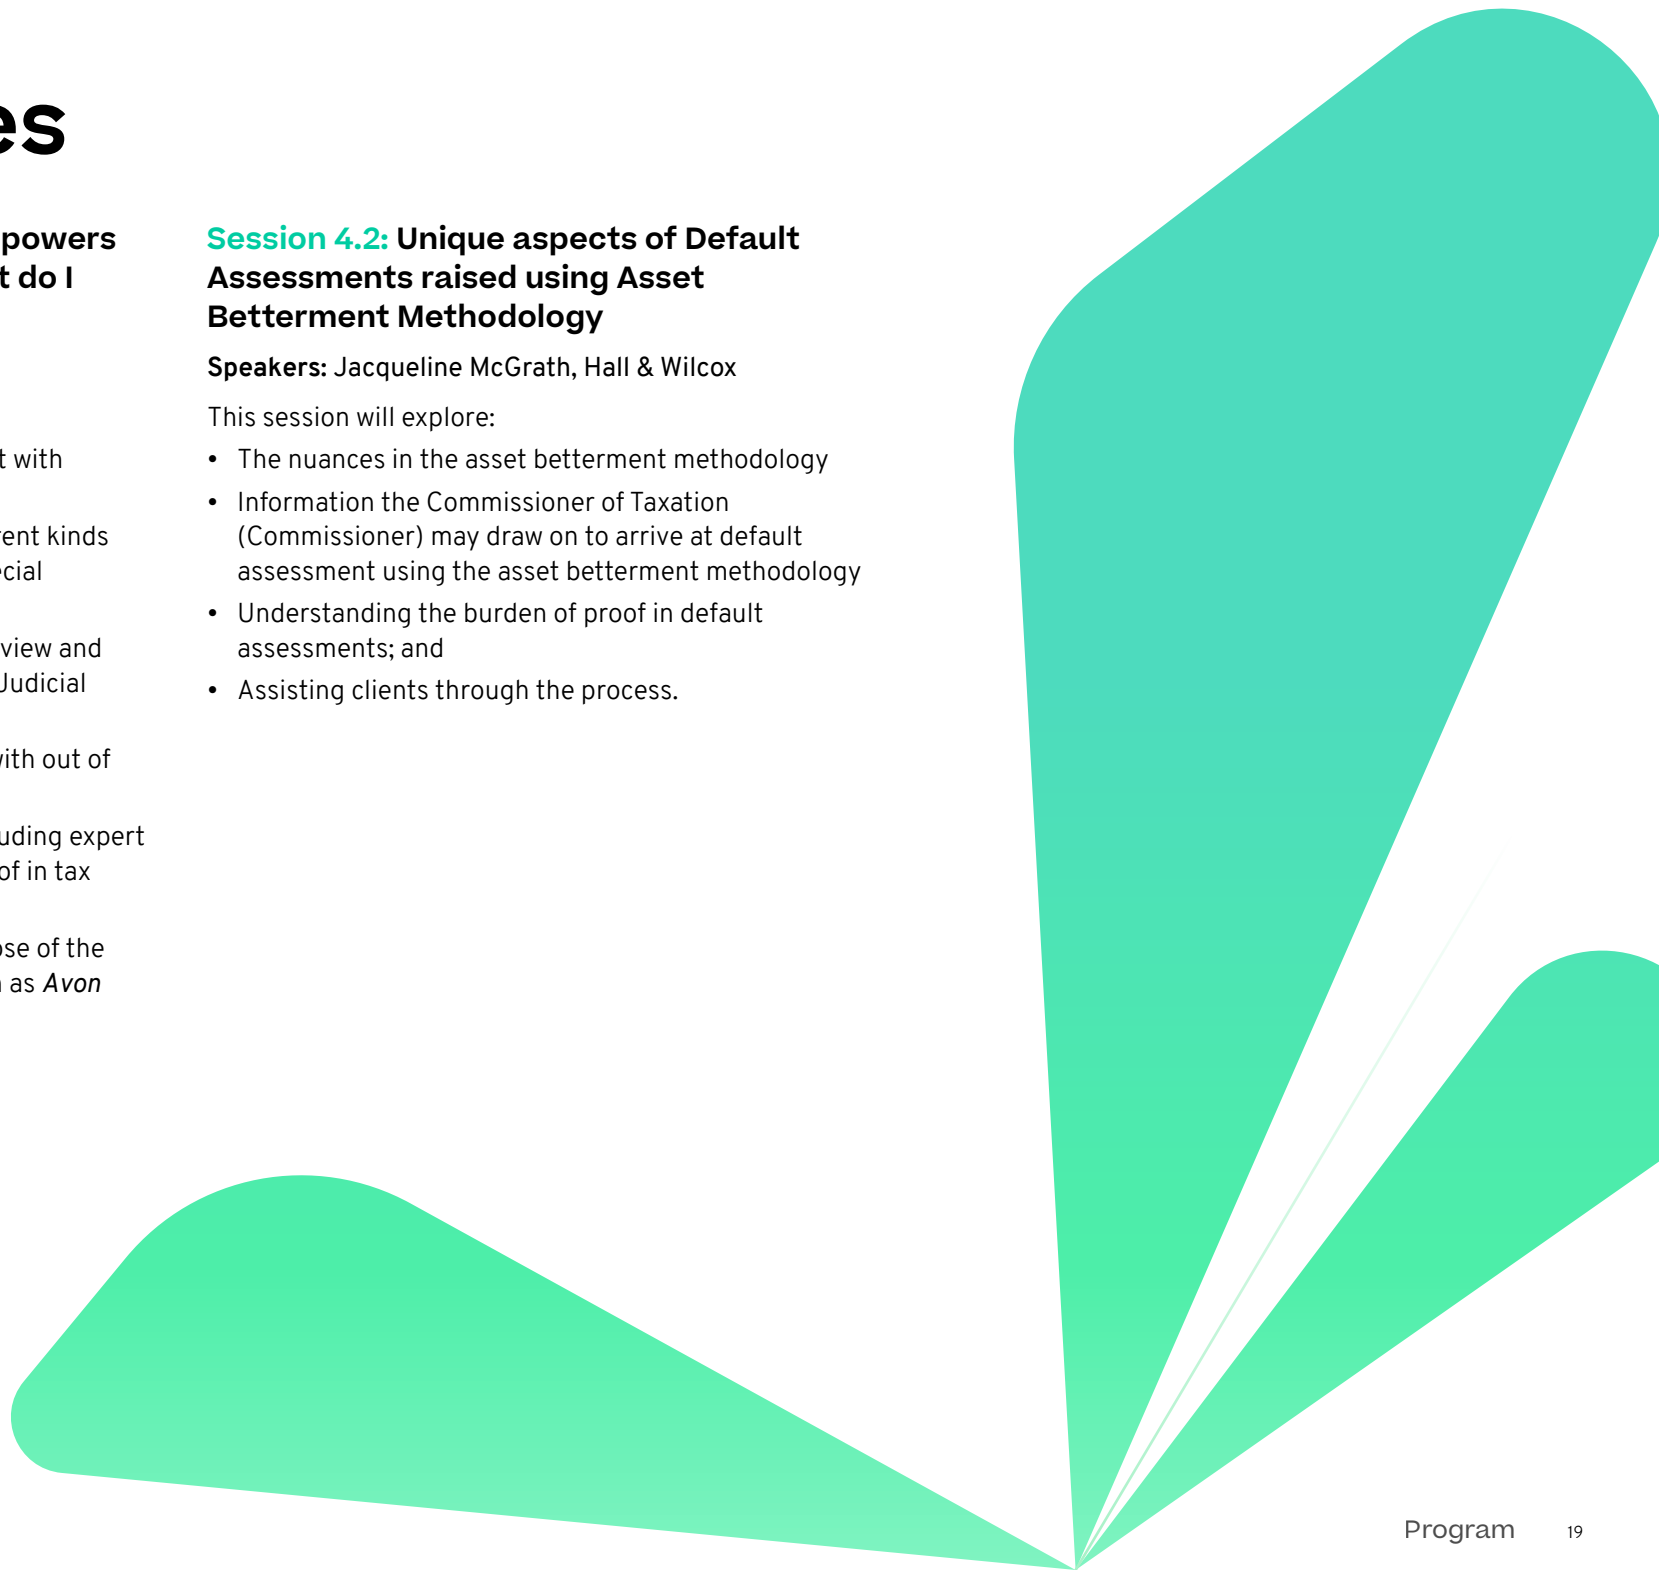 es
powers
t do I
t with
rent kinds
cial
view and
Judicial
with out of
uding expert
of in tax
ose of the
as Avon
Session 4.2: Unique aspects of Default
Assessments raised using Asset
Betterment Methodology
Speakers: Jacqueline McGrath, Hall & Wilcox
This session will explore:
• The nuances in the asset betterment methodology
• Information the Commissioner of Taxation
(Commissioner) may draw on to arrive at default
assessment using the asset betterment methodology
• Understanding the burden of proof in default
assessments; and
• Assisting clients through the process.
Program 19